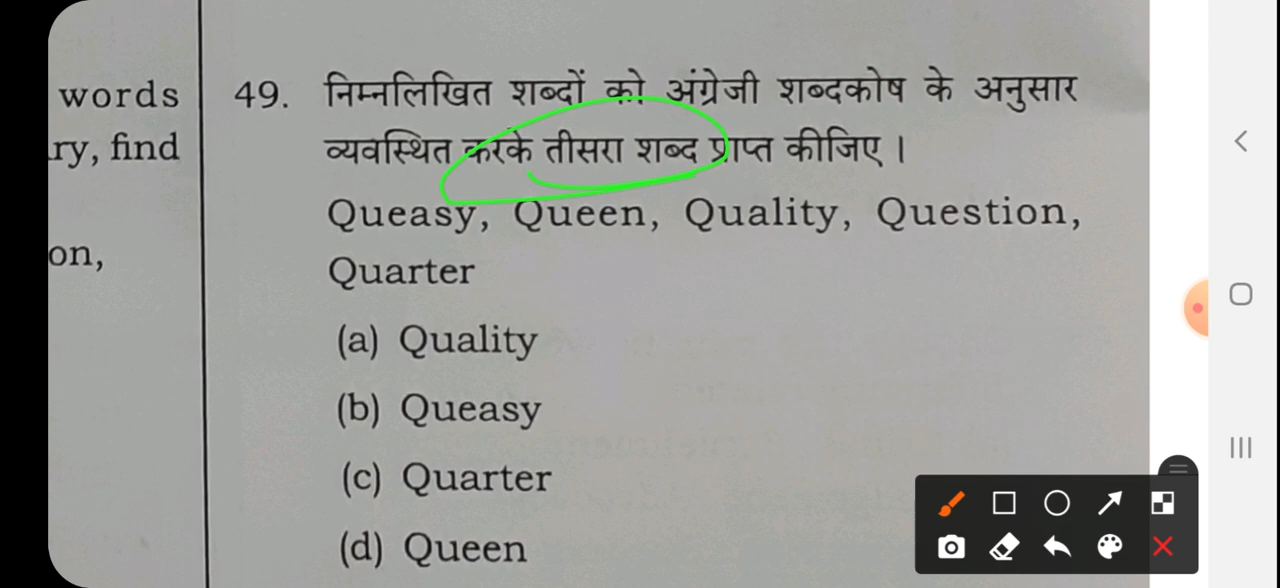 words
ry, find
on,
49. निम्नलिखित शब्दों को अंग्रेजी शब्दकोष के अनुसार
व्यवस्थित करके तीसरा शब्द प्राप्त कीजिए ।
Queasy, Queen, Quality, Question,
Quarter
(a) Quality
(b) Queasy
(c) Quarter
(d) Queen